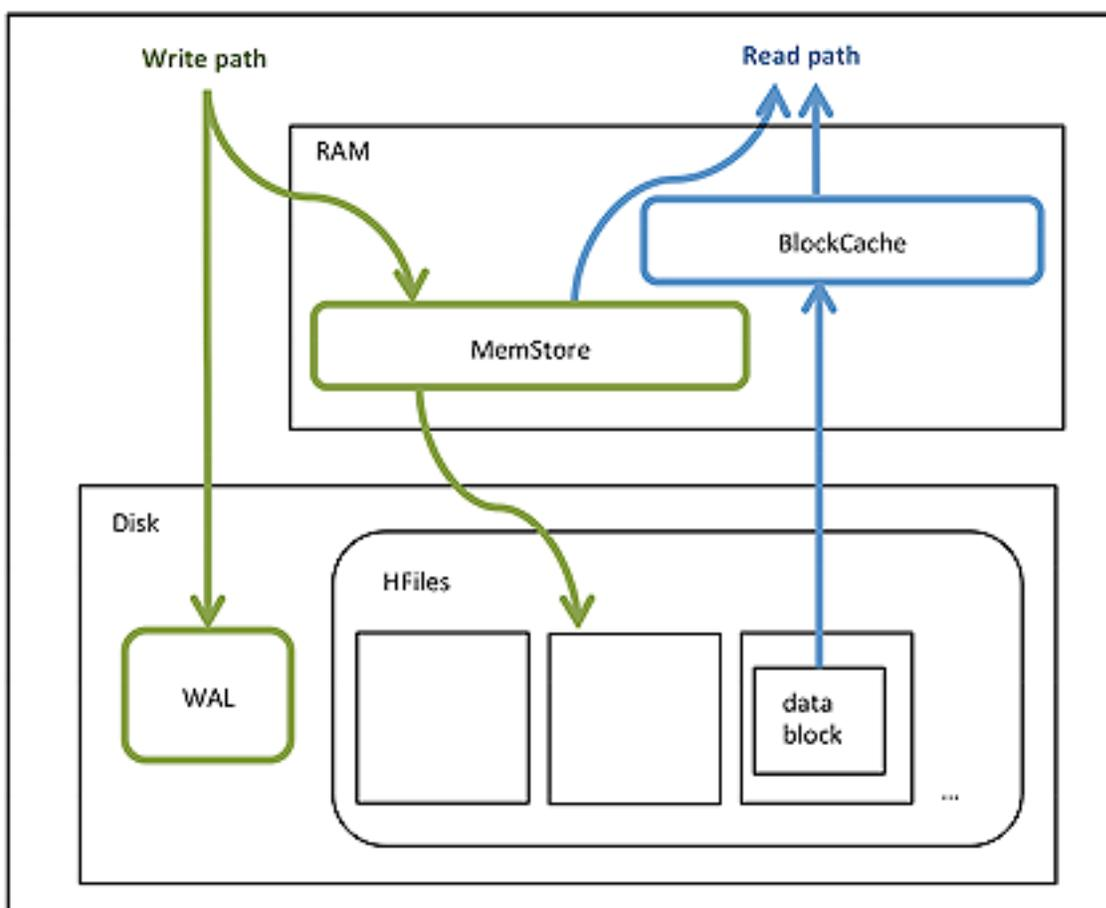 Write path
Read path
RAM
BlockCache
MemStore
Disk
HFiles
WAL
data
block
...